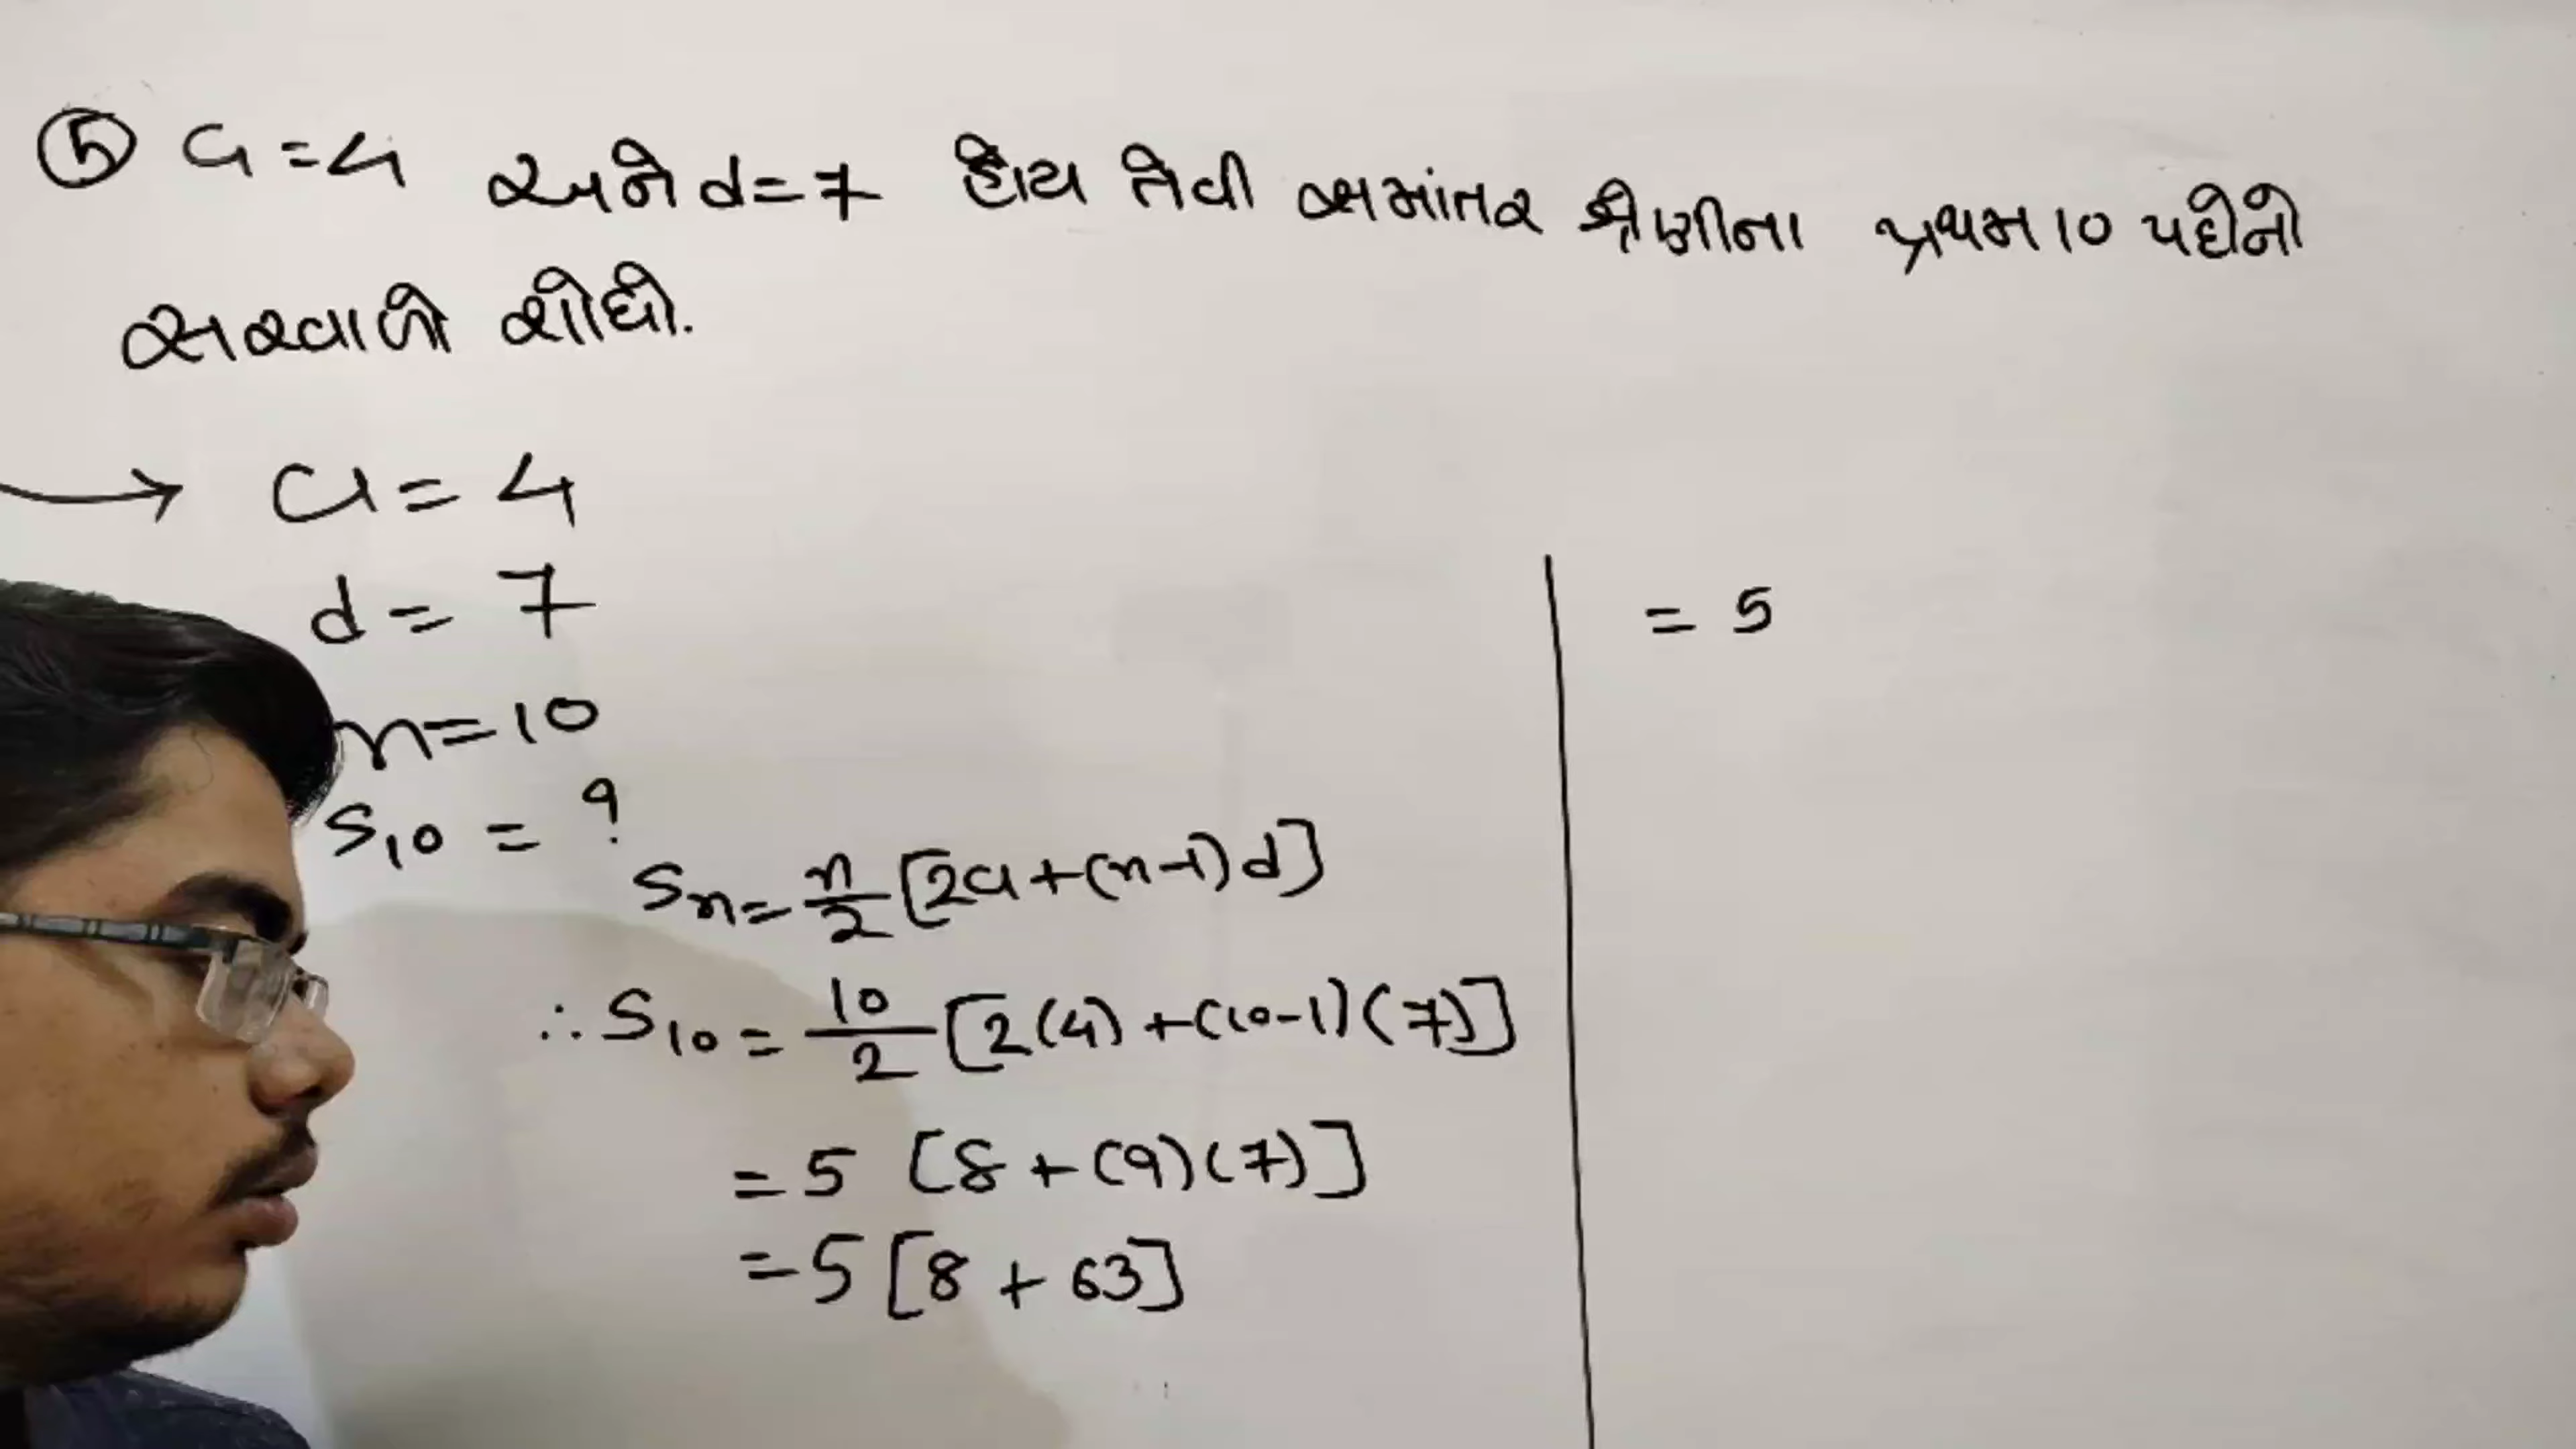 ⑤ a=4 અને d=7 હોય તેવી સમાંતર શ્રેણીના પ્રથમ 10 પદોનો
સરવાળો શોધો.
→ a = 4
d = 7
n=10
S₁₀ = ?
Sₙ = n/2 [2a+(n-1)d]
∴ S₁₀ = 10/2 [2(4)+(10-1)(7)]
= 5 [8+(9)(7)]
= 5 [8 + 63]
= 5